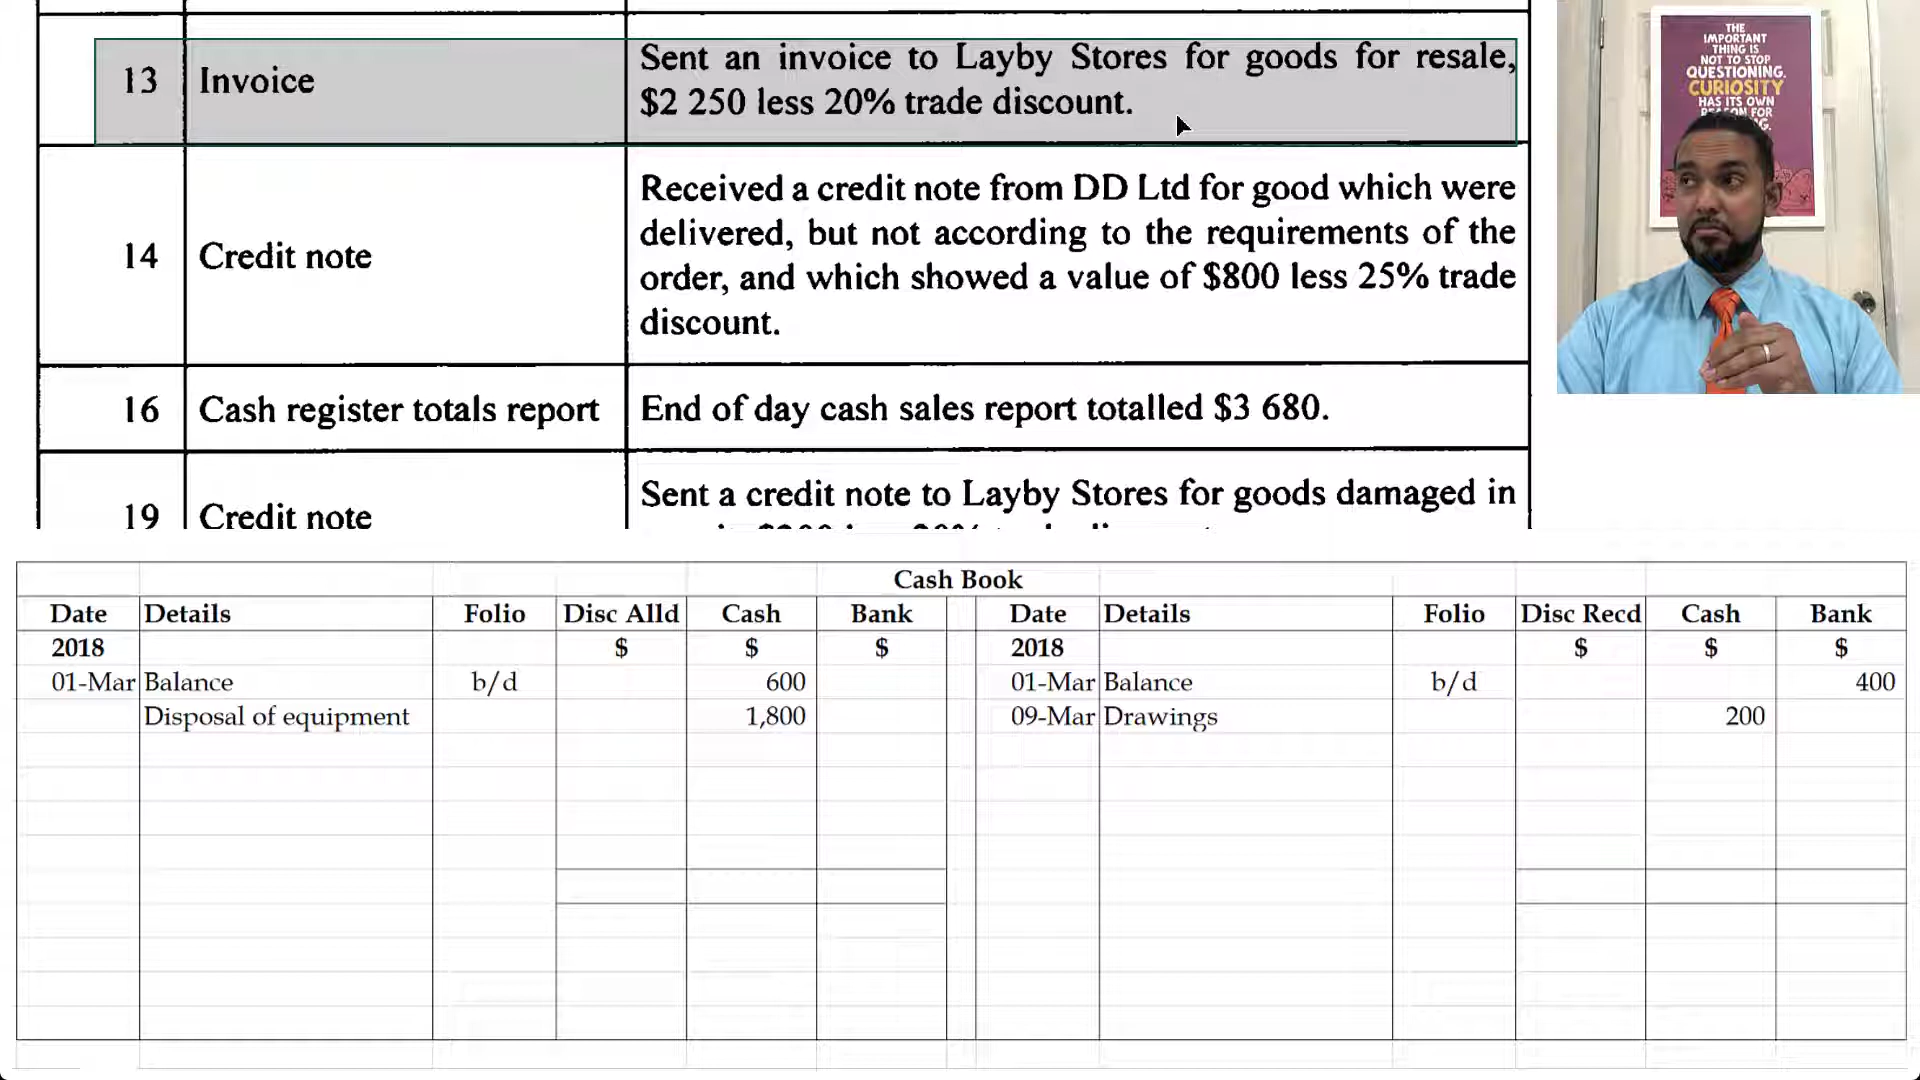 13 Invoice Sent an invoice to Layby Stores for goods for resale,
$2 250 less 20% trade discount.
14 Credit note Received a credit note from DD Ltd for good which were
delivered, but not according to the requirements of the
order, and which showed a value of $800 less 25% trade
discount.
16 Cash register totals report End of day cash sales report totalled $3 680.
19 Credit note Sent a credit note to Layby Stores for goods damaged in
THE
IMPORTANT
THING IS
NOT TO STOP
QUESTIONING.
CURIOSITY
HAS ITS OWN
FOR
Cash Book
Date Details Folio Disc Alld Cash Bank Date Details Folio Disc Recd Cash Bank
2018 $ $ $ 2018 $ $ $
01-Mar Balance b/d 600 01-Mar Balance b/d 400
Disposal of equipment 1,800 09-Mar Drawings 200